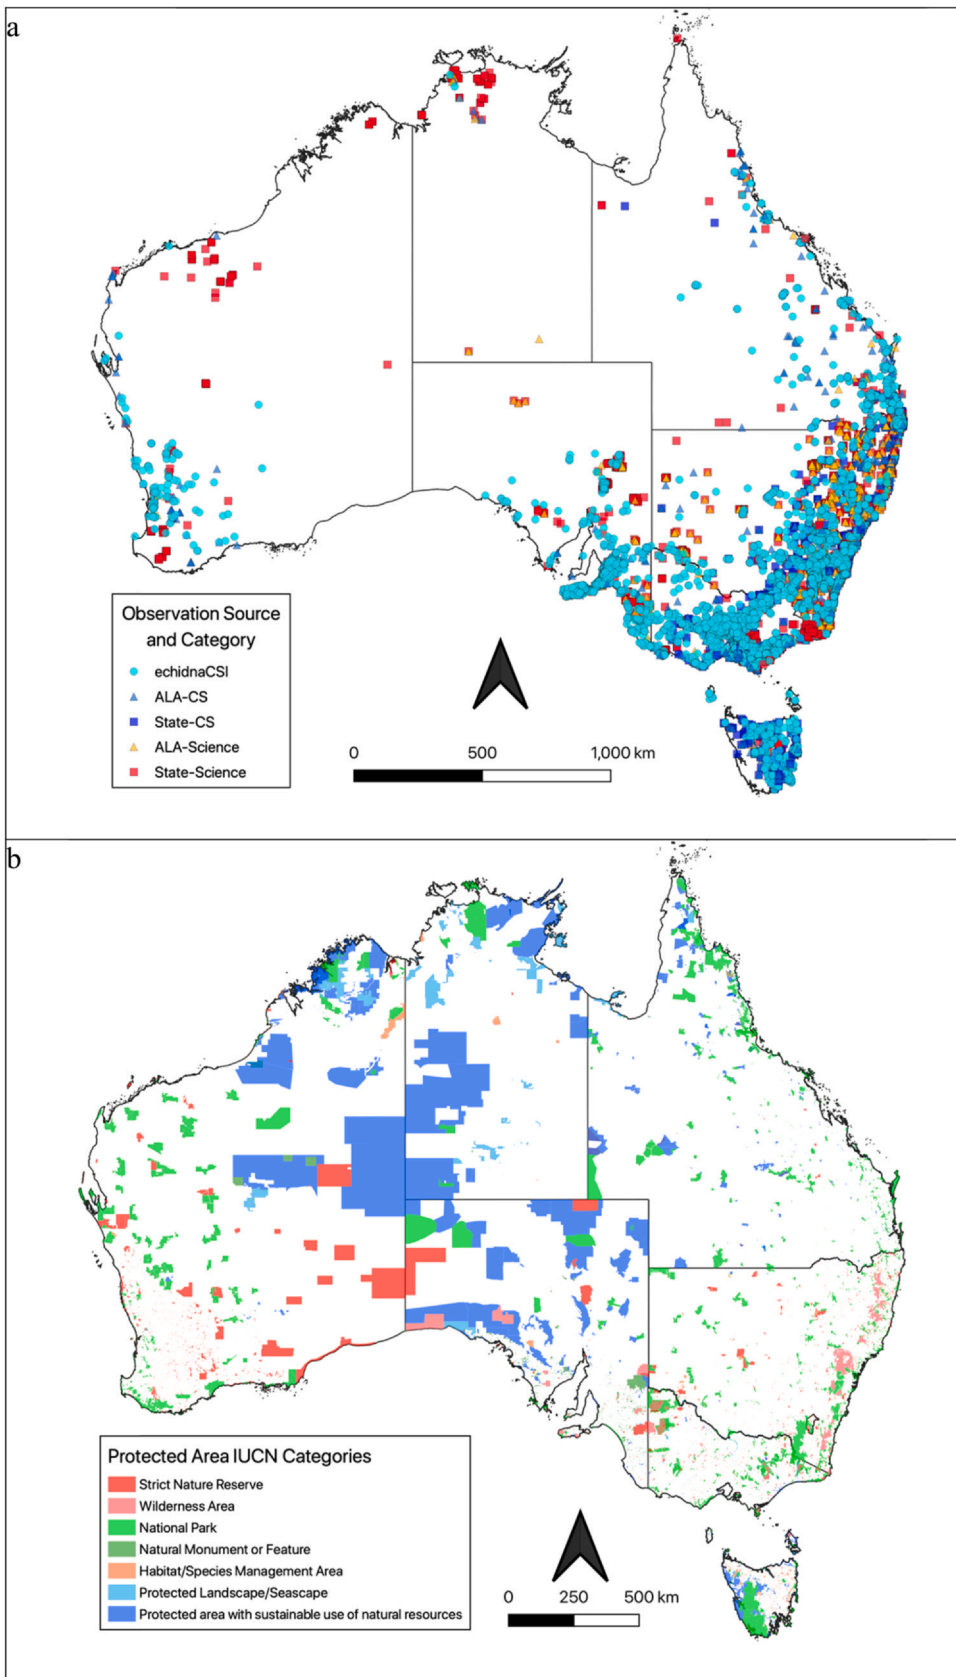 a
Observation Source
and Category
echidnaCSI
ALA-CS
State-CS
ALA-Science
State-Science
0 500 1,000 km
b
Protected Area IUCN Categories
Strict Nature Reserve
Wilderness Area
National Park
Natural Monument or Feature
Habitat/Species Management Area
Protected Landscape/Seascape
Protected area with sustainable use of natural resources
0 250 500 km